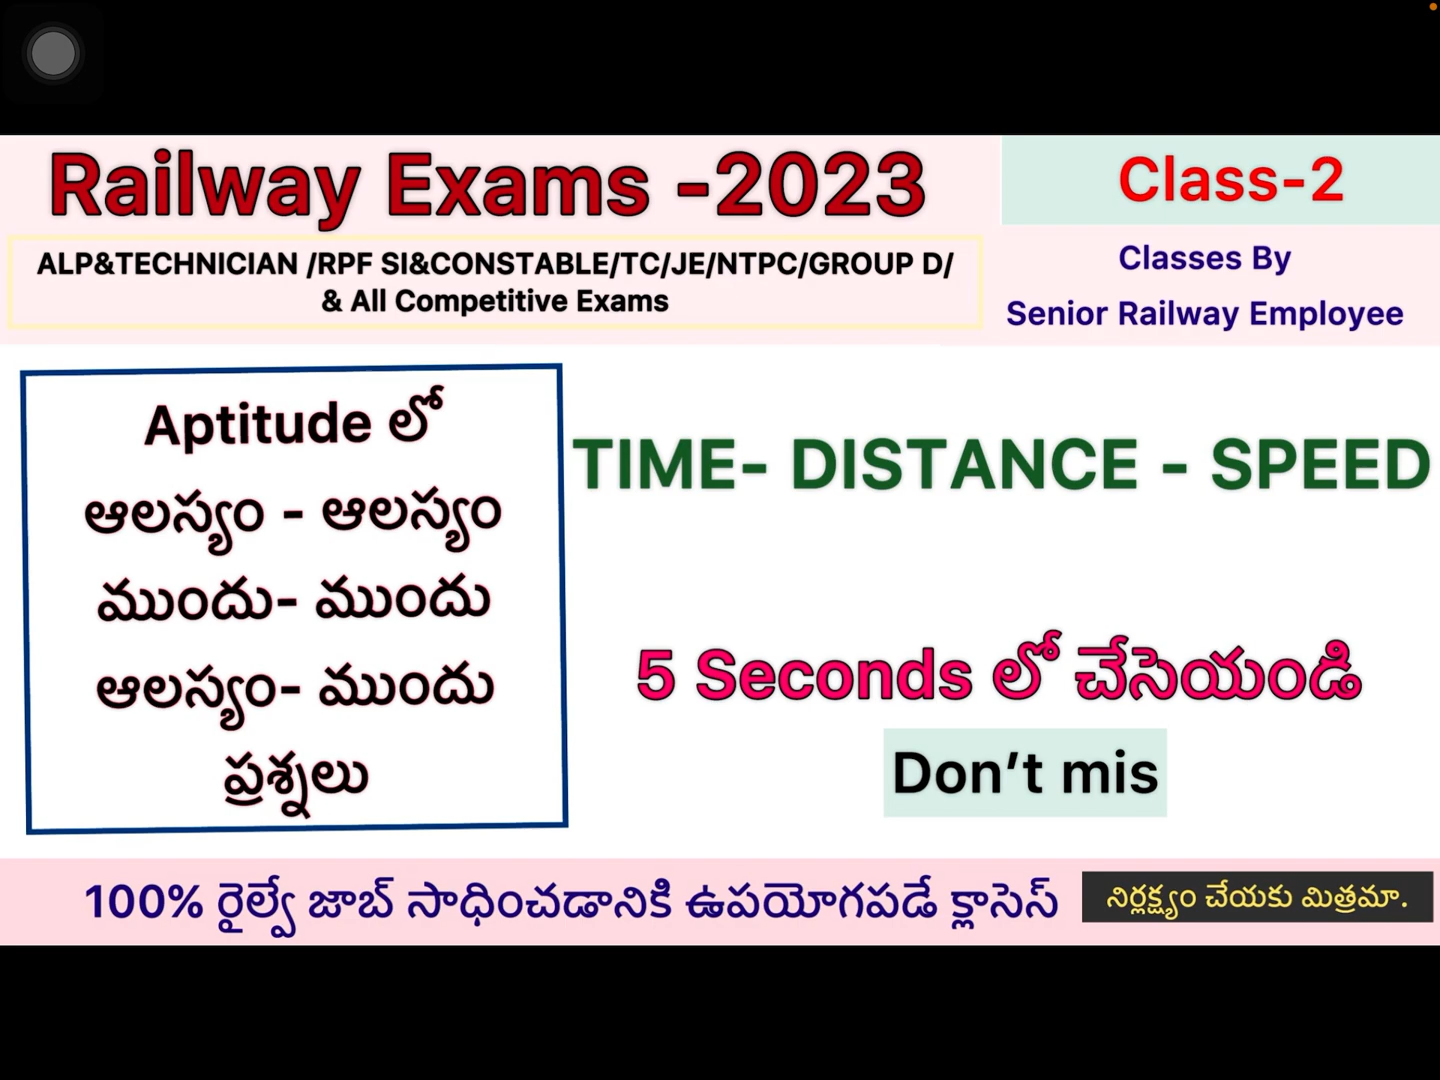 Railway Exams -2023
Class-2
ALP&TECHNICIAN /RPF SI&CONSTABLE/TC/JE/NTPC/GROUP D/
& All Competitive Exams
Classes By
Senior Railway Employee
Aptitude లో
ఆలస్యం - ఆలస్యం
ముందు- ముందు
ఆలస్యం- ముందు
ప్రశ్నలు
TIME- DISTANCE - SPEED
5 Seconds లో చేసెయండి
Don’t mis
100% రైల్వే జాబ్ సాధించడానికి ఉపయోగపడే క్లాసెస్
నిర్లక్ష్యం చేయకు మిత్రమా.